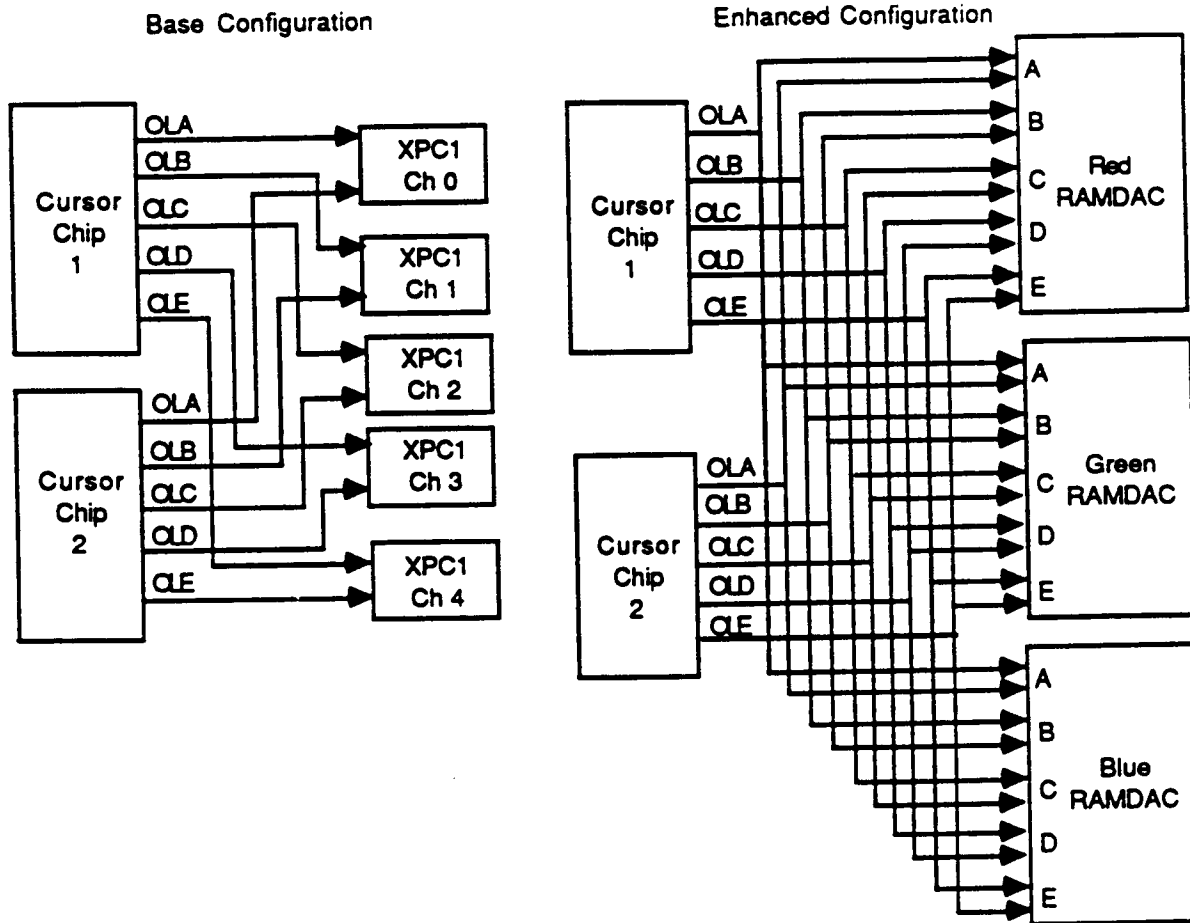 Base Configuration
Cursor
Chip
1
OLA
OLB
OLC
OLD
OLE
Cursor
Chip
2
OLA
OLB
OLC
OLD
OLE
XPC1
Ch 0
XPC1
Ch 1
XPC1
Ch 2
XPC1
Ch 3
XPC1
Ch 4
Enhanced Configuration
Cursor
Chip
1
OLA
OLB
OLC
OLD
OLE
Cursor
Chip
2
OLA
OLB
OLC
OLD
OLE
A
B
C
D
E
Red
RAMDAC
A
B
C
D
E
Green
RAMDAC
A
B
C
D
E
Blue
RAMDAC